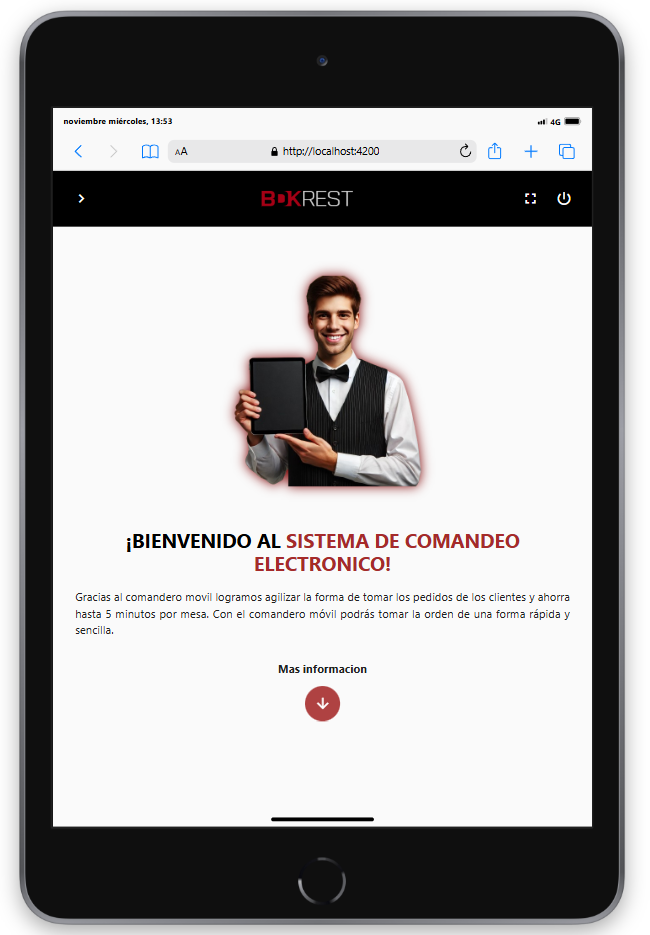 noviembre miércoles, 13:53
4G
AA
http://localhost:4200
BDKREST
¡BIENVENIDO AL SISTEMA DE COMANDEO
ELECTRONICO!
Gracias al comandero movil logramos agilizar la forma de tomar los pedidos de los clientes y ahorra
hasta 5 minutos por mesa. Con el comandero móvil podrás tomar la orden de una forma rápida y
sencilla.
Mas informacion